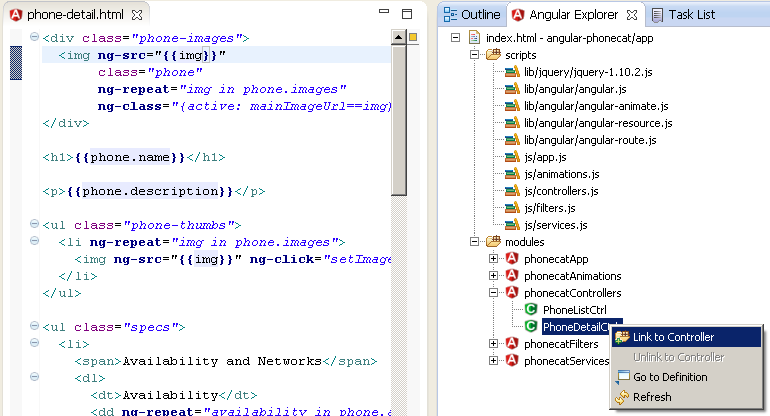 phone-detail.html
<div class="phone-images">
<img ng-src="{{img}}"
class="phone"
ng-repeat="img in phone.images"
ng-class="{active: mainImageUrl==img}
</div>
<h1>{{phone.name}}</h1>
<p>{{phone.description}}</p>
<ul class="phone-thumbs">
<li ng-repeat="img in phone.images">
<img ng-src="{{img}}" ng-click="setImage
</li>
</ul>
<ul class="specs">
<li>
<span>Availability and Networks</span>
<dl>
<dt>Availability</dt>
<dd ng-repeat="availability in phone.a
Outline
Angular Explorer
Task List
index.html - angular-phonecat/app
scripts
lib/jquery/jquery-1.10.2.js
lib/angular/angular.js
lib/angular/angular-animate.js
lib/angular/angular-resource.js
lib/angular/angular-route.js
js/app.js
js/animations.js
js/controllers.js
js/filters.js
js/services.js
modules
phonecatApp
phonecatAnimations
phonecatControllers
PhoneListCtrl
PhoneDetailCtrl
phonecatFilters
phonecatServices
Link to Controller
Unlink to Controller
Go to Definition
Refresh